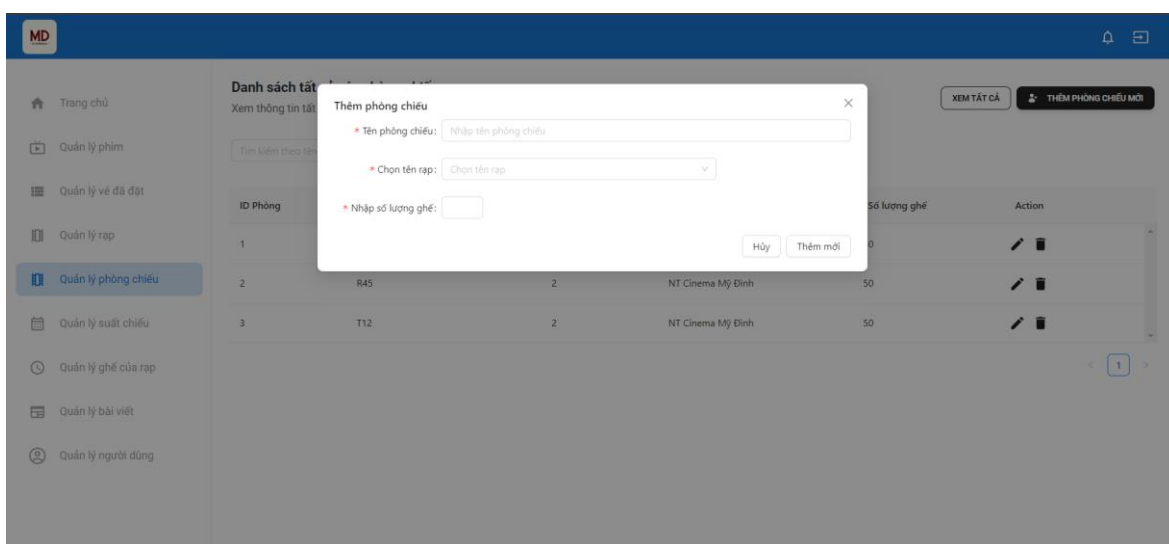 MD
Trang chủ
Quản lý phim
Quản lý vé đã đặt
Quản lý rạp
Quản lý phòng chiếu
Quản lý suất chiếu
Quản lý ghế của rạp
Quản lý bài viết
Quản lý người dùng
Danh sách tất
Xem thông tin tất
XEM TẤT CẢ
THÊM PHÒNG CHIẾU MỚI
Tìm kiếm theo tên
Thêm phòng chiếu
* Tên phòng chiếu: Nhập tên phòng chiếu
* Chọn tên rạp: Chọn tên rạp
* Nhập số lượng ghế:
Hủy Thêm mới
ID Phòng Số lượng ghế Action
1 0
2 R45 2 NT Cinema Mỹ Đình 50
3 T12 2 NT Cinema Mỹ Đình 50
< 1 >